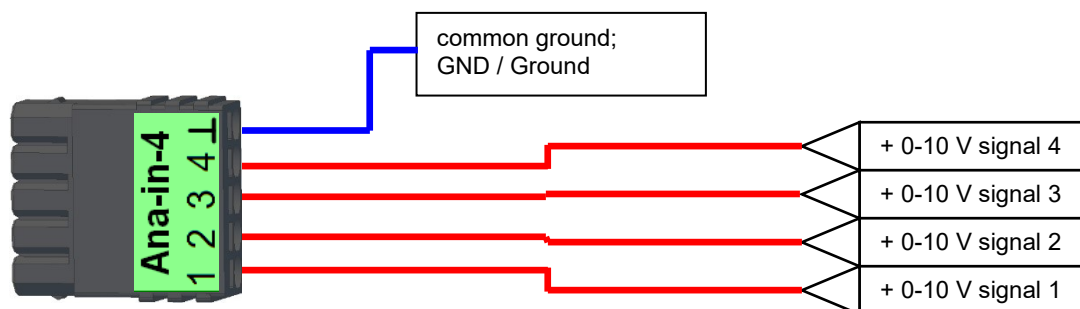 common ground;
GND / Ground
Ana-in-4
1 2 3 4 ⊥
+ 0-10 V signal 4
+ 0-10 V signal 3
+ 0-10 V signal 2
+ 0-10 V signal 1